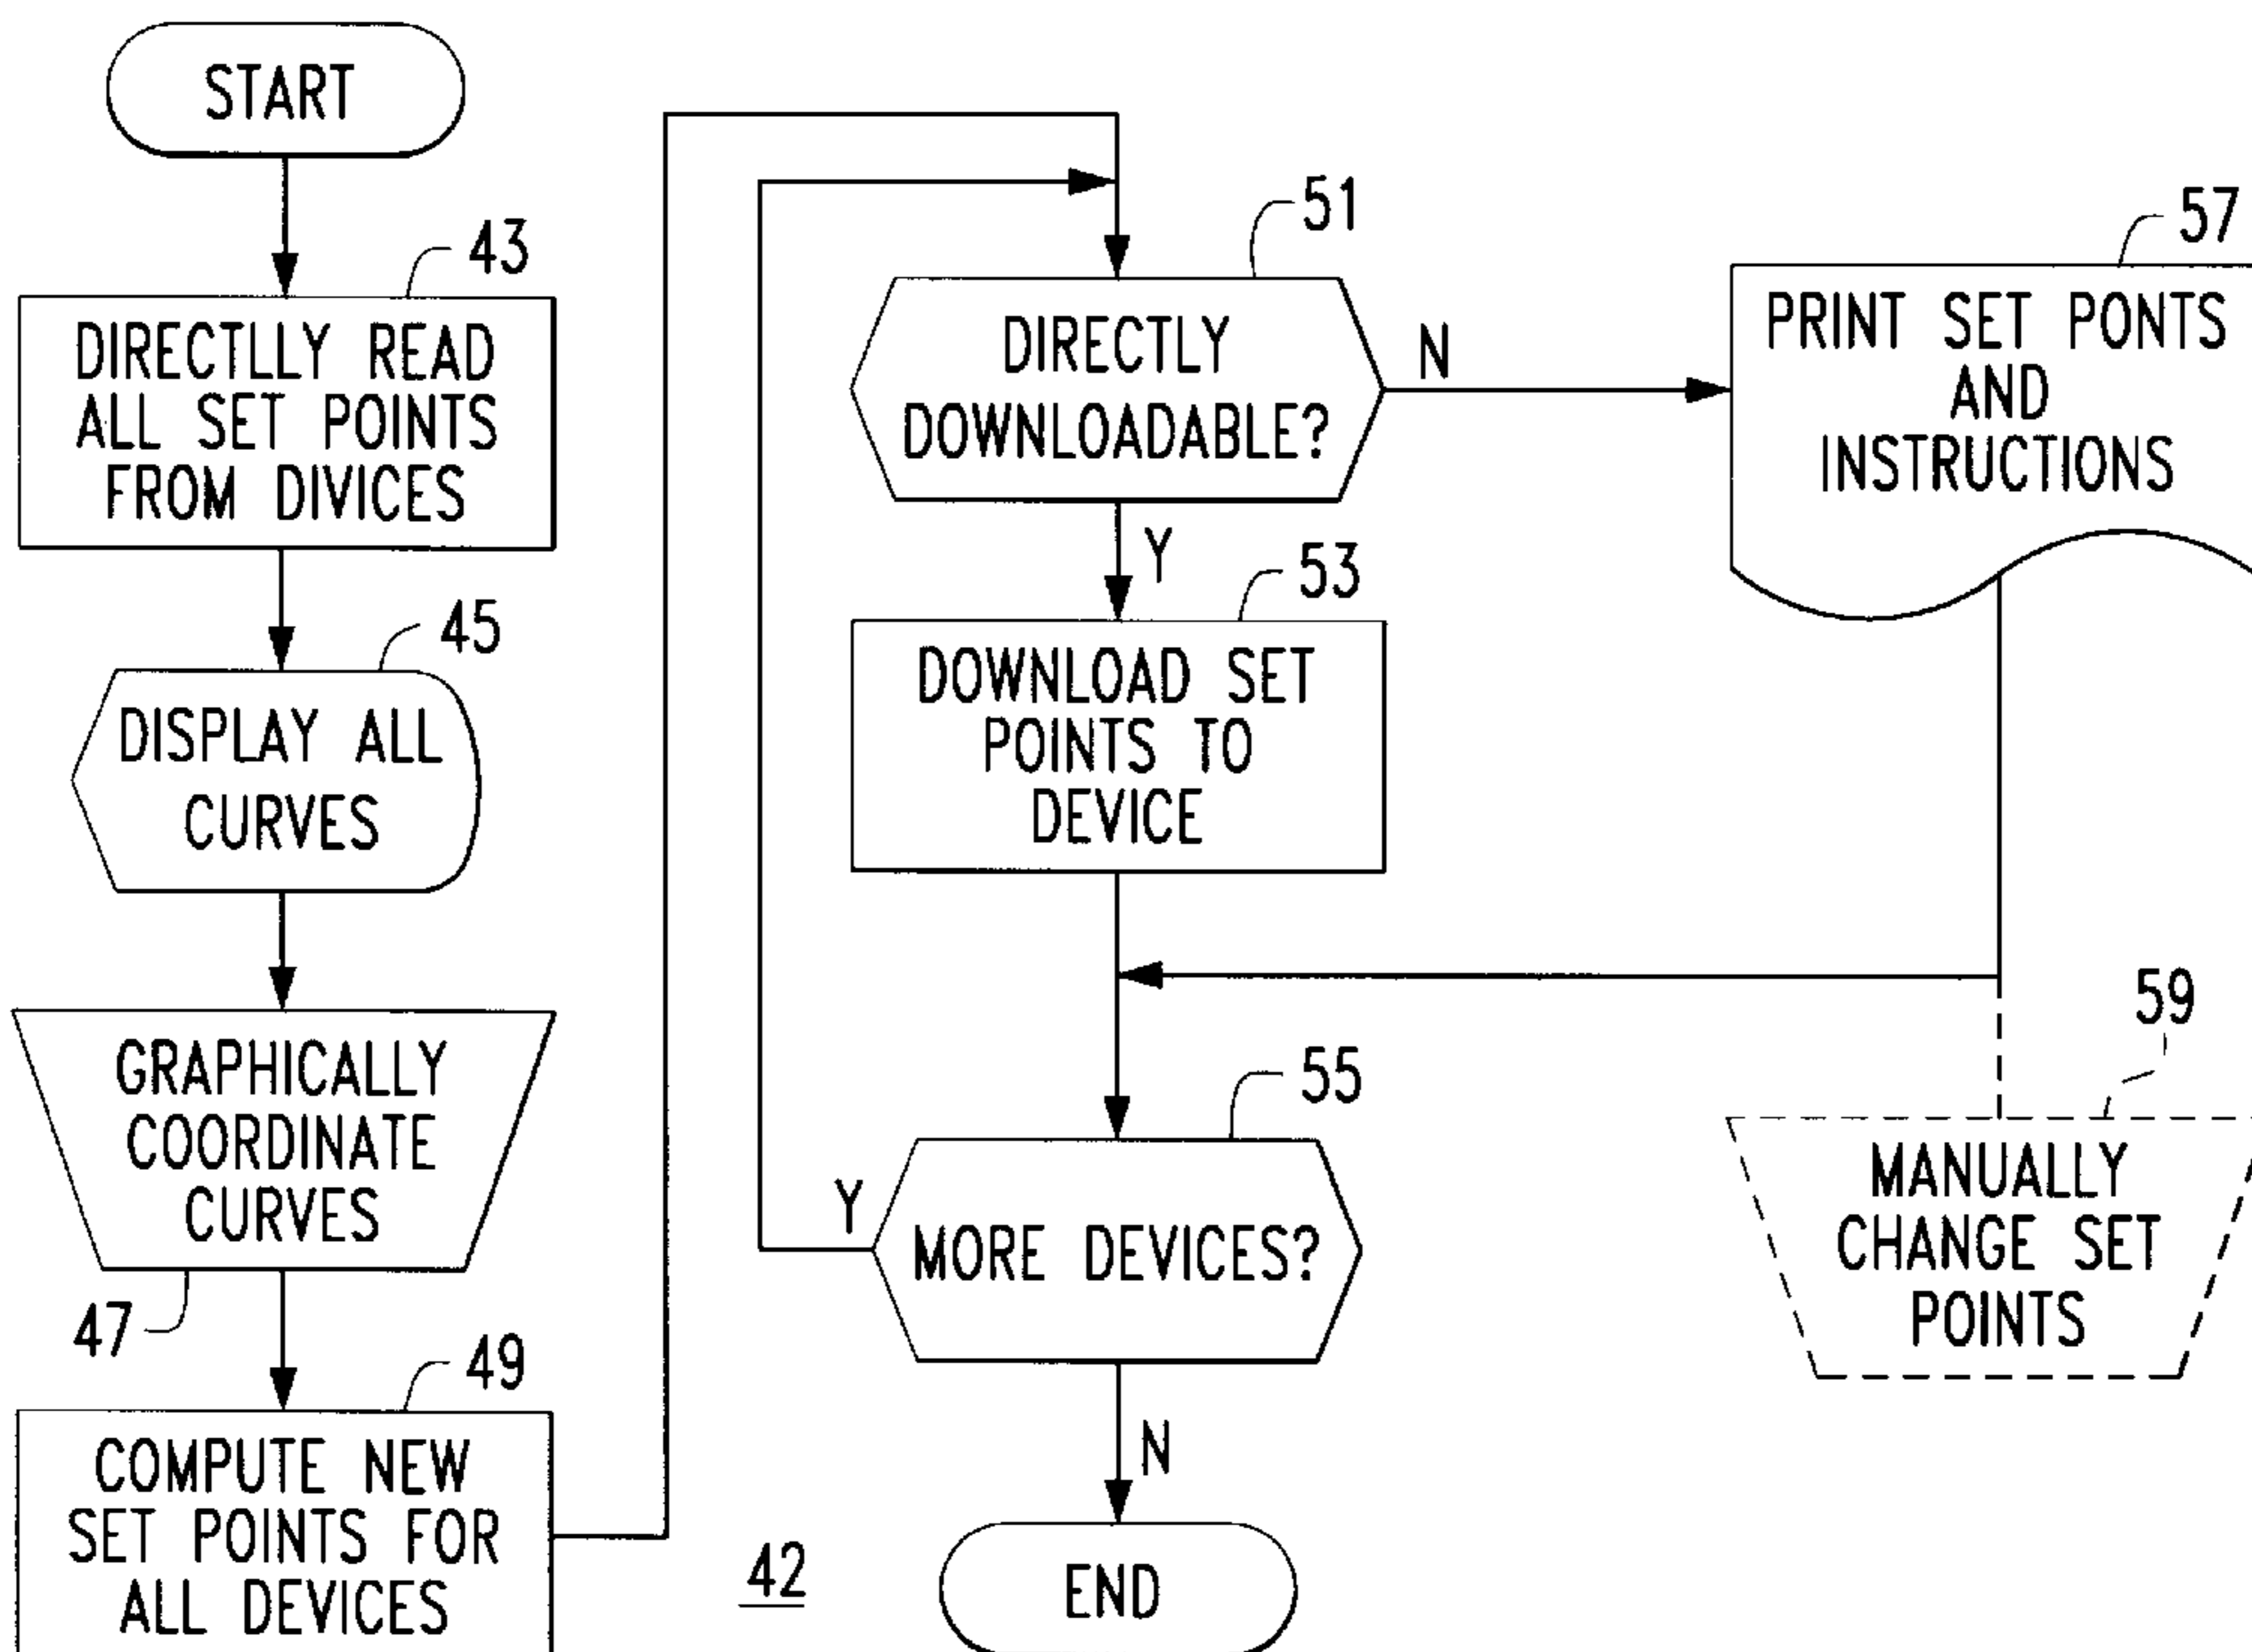 START
43
DIRECTLLY READ
ALL SET POINTS
FROM DIVICES
45
DISPLAY ALL
CURVES
GRAPHICALLY
COORDINATE
CURVES
47
49
COMPUTE NEW
SET POINTS FOR
ALL DEVICES
51
DIRECTLY
DOWNLOADABLE?
N
Y
53
DOWNLOAD SET
POINTS TO
DEVICE
55
Y
MORE DEVICES?
N
END
42
57
PRINT SET PONTS
AND
INSTRUCTIONS
59
MANUALLY
CHANGE SET
POINTS